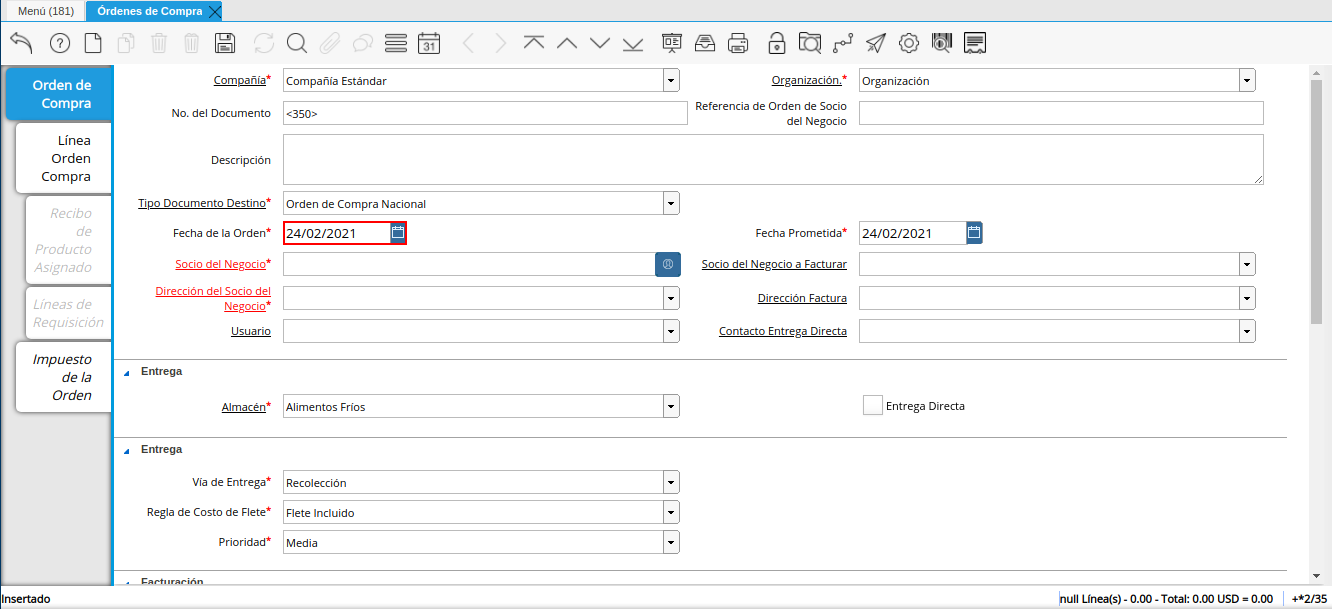 Menú (181)
Órdenes de Compra
31
Orden de
Compra
Línea
Orden
Compra
Recibo
de
Producto
Asignado
Líneas de
Requisición
Impuesto
de la
Orden
Compañía* Compañía Estándar Organización.* Organización
No. del Documento <350> Referencia de Orden de Socio
del Negocio
Descripción
Tipo Documento Destino* Orden de Compra Nacional
Fecha de la Orden* 24/02/2021 Fecha Prometida* 24/02/2021
Socio del Negocio* Socio del Negocio a Facturar
Dirección del Socio del
Negocio* Dirección Factura
Usuario Contacto Entrega Directa
Entrega
Almacén* Alimentos Fríos Entrega Directa
Entrega
Vía de Entrega* Recolección
Regla de Costo de Flete* Flete Incluido
Prioridad* Media
Facturación
Insertado null Línea(s) - 0.00 - Total: 0.00 USD = 0.00 +*2/35